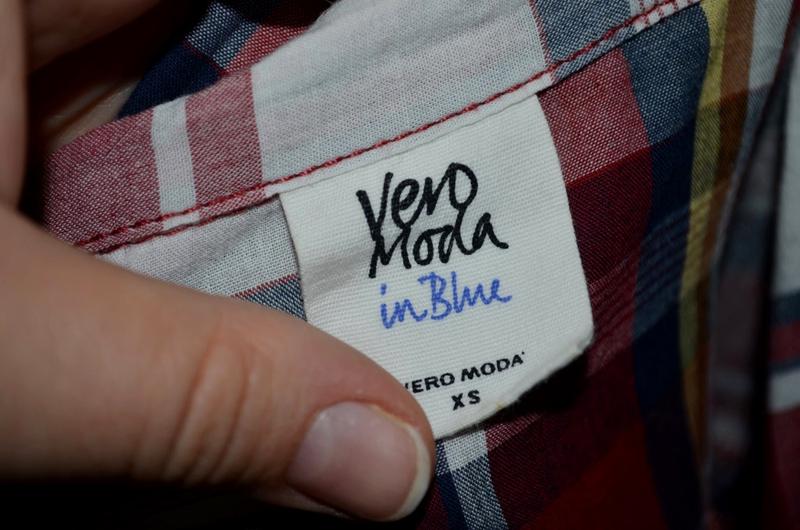 Vero
Moda
in Blue
VERO MODA
XS